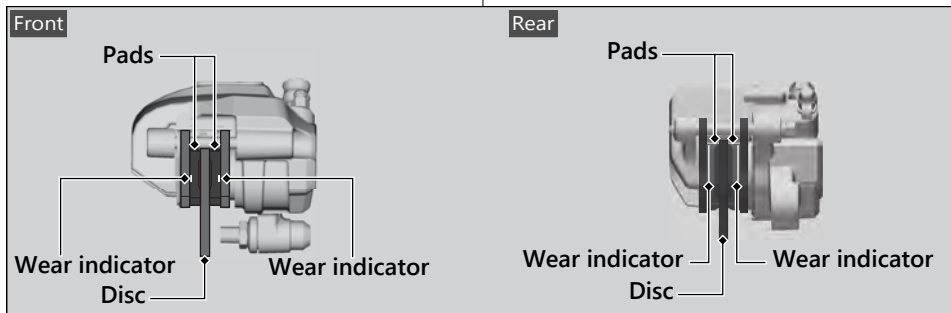 Front
Pads
Wear indicator
Wear indicator
Disc
Rear
Pads
Wear indicator
Wear indicator
Disc